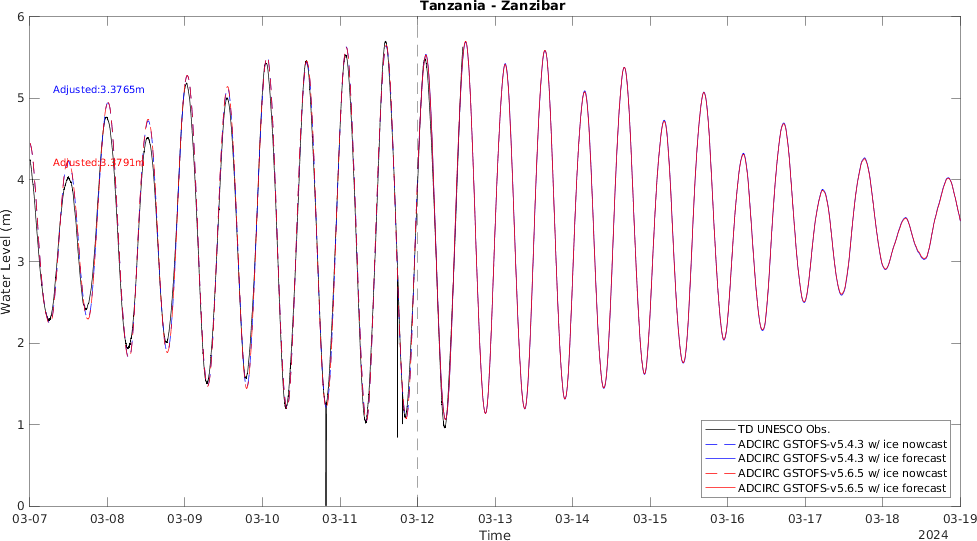 Tanzania - Zanzibar
6
5
4
3
2
1
0
Water Level (m)
Adjusted:3.3765m
Adjusted:3.3791m
TD UNESCO Obs.
ADCIRC GSTOFS-v5.4.3 w/ ice nowcast
ADCIRC GSTOFS-v5.4.3 w/ ice forecast
ADCIRC GSTOFS-v5.6.5 w/ ice nowcast
ADCIRC GSTOFS-v5.6.5 w/ ice forecast
03-07 03-08 03-09 03-10 03-11 03-12 03-13 03-14 03-15 03-16 03-17 03-18 03-19
Time
2024